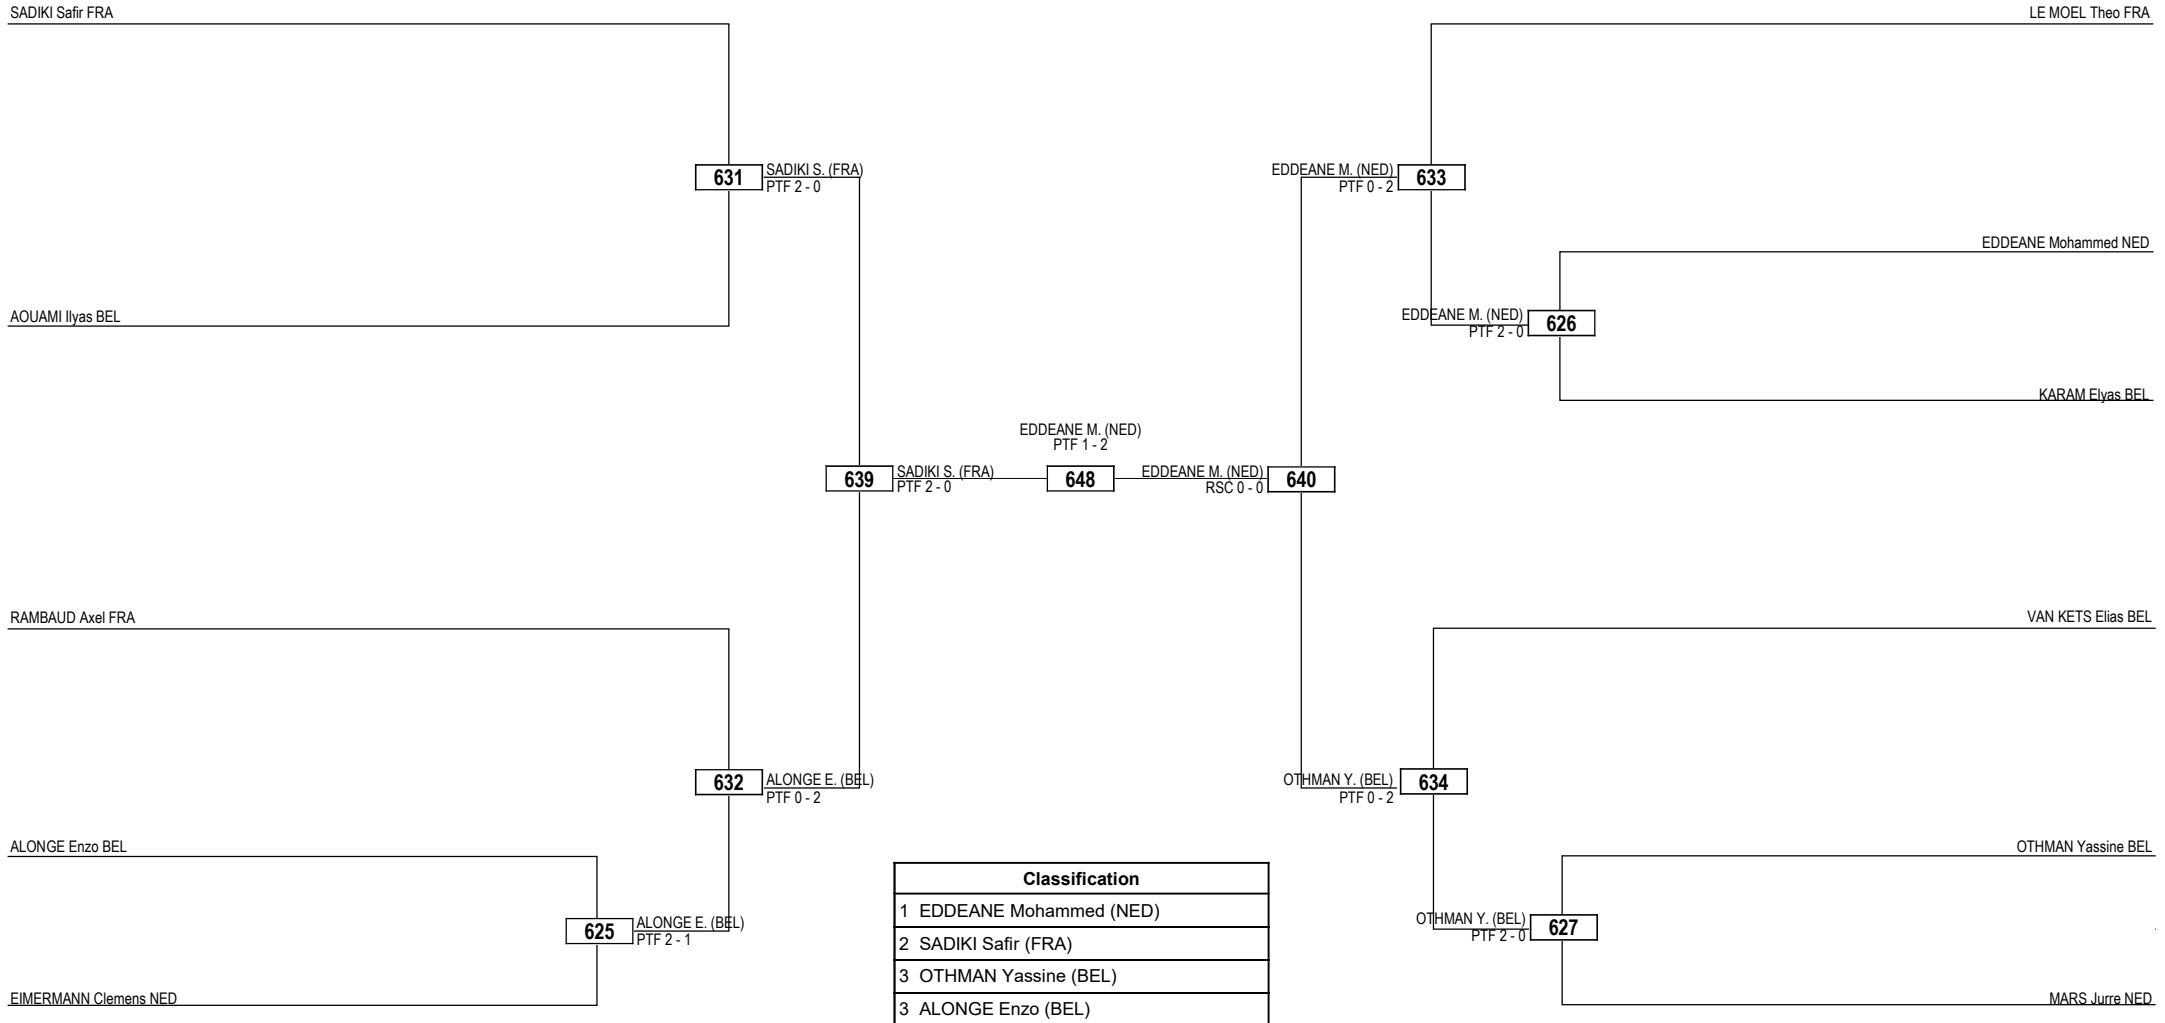 SADIKI Safir FRA
LE MOEL Theo FRA
631
SADIKI S. (FRA)
PTF 2 - 0
EDDEANE M. (NED)
PTF 0 - 2
633
EDDEANE Mohammed NED
AOUAMI Ilyas BEL
EDDEANE M. (NED)
PTF 2 - 0
626
KARAM Elyas BEL
EDDEANE M. (NED)
PTF 1 - 2
639
SADIKI S. (FRA)
PTF 2 - 0
648
EDDEANE M. (NED)
RSC 0 - 0
640
RAMBAUD Axel FRA
VAN KETS Elias BEL
632
ALONGE E. (BEL)
PTF 0 - 2
OTHMAN Y. (BEL)
PTF 0 - 2
634
ALONGE Enzo BEL
OTHMAN Yassine BEL
625
ALONGE E. (BEL)
PTF 2 - 1
OTHMAN Y. (BEL)
PTF 2 - 0
627
EIMERMANN Clemens NED
MARS Jurre NED
Classification
1 EDDEANE Mohammed (NED)
2 SADIKI Safir (FRA)
3 OTHMAN Yassine (BEL)
3 ALONGE Enzo (BEL)